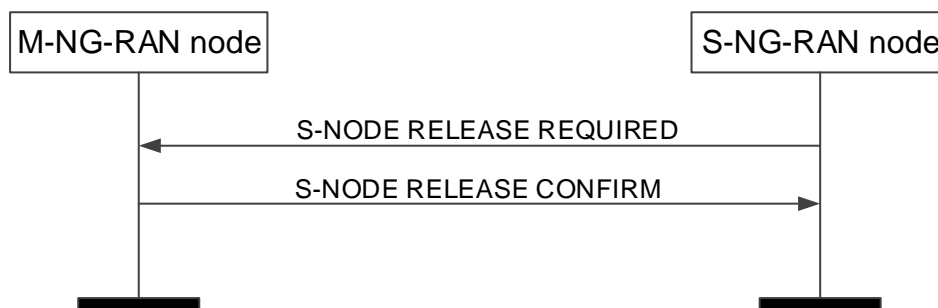 M-NG-RAN node
S-NG-RAN node
S-NODE RELEASE REQUIRED
S-NODE RELEASE CONFIRM